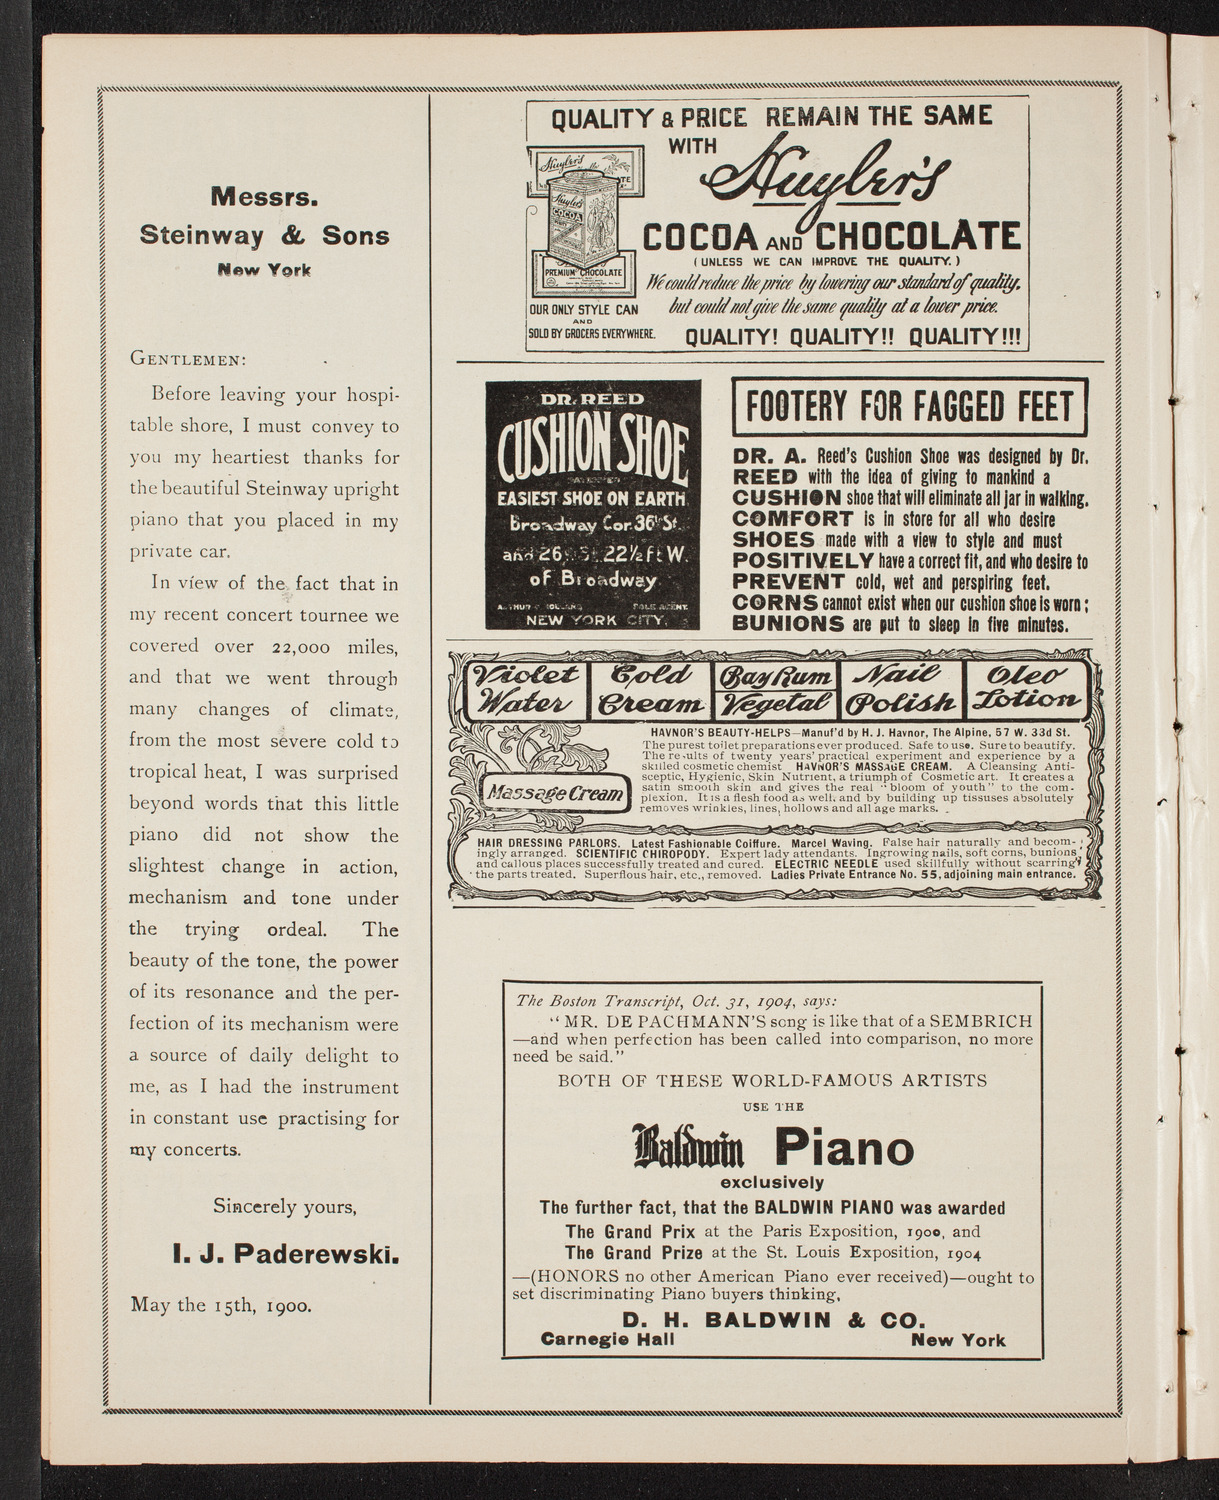 Messrs.
Steinway & Sons
New York
GENTLEMEN:
Before leaving your hospi-
table shore, I must convey to
you my heartiest thanks for
the beautiful Steinway upright
piano that you placed in my
private car.
In view of the fact that in
my recent concert tournee we
covered over 22,000 miles,
and that we went through
many changes of climate,
from the most severe cold to
tropical heat, I was surprised
beyond words that this little
piano did not show the
slightest change in action,
mechanism and tone under
the trying ordeal. The
beauty of the tone, the power
of its resonance and the per-
fection of its mechanism were
a source of daily delight to
me, as I had the instrument
in constant use practising for
my concerts.
Sincerely yours,
I. J. Paderewski.
May the 15th, 1900.
QUALITY & PRICE REMAIN THE SAME
WITH Huyler's
COCOA AND CHOCOLATE
(UNLESS WE CAN IMPROVE THE QUALITY.)
We could reduce the price by lowering our standard of quality,
but could not give the same quality at a lower price.
QUALITY! QUALITY!! QUALITY!!!
Huyler's
Huyler's
COCOA
PREMIUM CHOCOLATE
OUR ONLY STYLE CAN
AND
SOLD BY GROCERS EVERYWHERE.
DR. REED
CUSHION SHOE
EASIEST SHOE ON EARTH
Broadway Cor. 36th St.
and 26 St. 22½ ft W.
of Broadway.
SOLE AGENT.
NEW YORK CITY.
FOOTERY FOR FAGGED FEET
DR. A. Reed's Cushion Shoe was designed by Dr.
REED with the idea of giving to mankind a
CUSHION shoe that will eliminate all jar in walking.
COMFORT is in store for all who desire
SHOES made with a view to style and must
POSITIVELY have a correct fit, and who desire to
PREVENT cold, wet and perspiring feet.
CORNS cannot exist when our cushion shoe is worn;
BUNIONS are put to sleep in five minutes.
Violet Water
Cold Cream
Bay Rum
Vegetal
Nail Polish
Oleo Lotion
Massage Cream
HAVNOR'S BEAUTY-HELPS—Manuf'd by H. J. Havnor, The Alpine, 57 W. 33d St.
The purest toilet preparations ever produced. Safe to use. Sure to beautify.
The results of twenty years' practical experiment and experience by a
skilled cosmetic chemist HAVNOR'S MASSAGE CREAM. A Cleansing Anti-
sceptic, Hygienic, Skin Nutrient, a triumph of Cosmetic art. It creates a
satin smooth skin and gives the real "bloom of youth" to the com-
plexion. It is a flesh food as well; and by building up tissuses absolutely
removes wrinkles, lines, hollows and all age marks.
HAIR DRESSING PARLORS. Latest Fashionable Coiffure. Marcel Waving. False hair naturally and becom-
ingly arranged. SCIENTIFIC CHIROPODY. Expert lady attendants. Ingrowing nails, soft corns, bunions
and callous places successfully treated and cured. ELECTRIC NEEDLE used skillfully without scarring
the parts treated. Superflous hair, etc., removed. Ladies Private Entrance No. 55, adjoining main entrance.
The Boston Transcript, Oct. 31, 1904, says:
"MR. DE PACHMANN'S song is like that of a SEMBRICH
—and when perfection has been called into comparison, no more
need be said."
BOTH OF THESE WORLD-FAMOUS ARTISTS
USE THE
Baldwin Piano
exclusively
The further fact, that the BALDWIN PIANO was awarded
The Grand Prix at the Paris Exposition, 1900, and
The Grand Prize at the St. Louis Exposition, 1904
—(HONORS no other American Piano ever received)—ought to
set discriminating Piano buyers thinking,
D. H. BALDWIN & CO.
Carnegie Hall New York